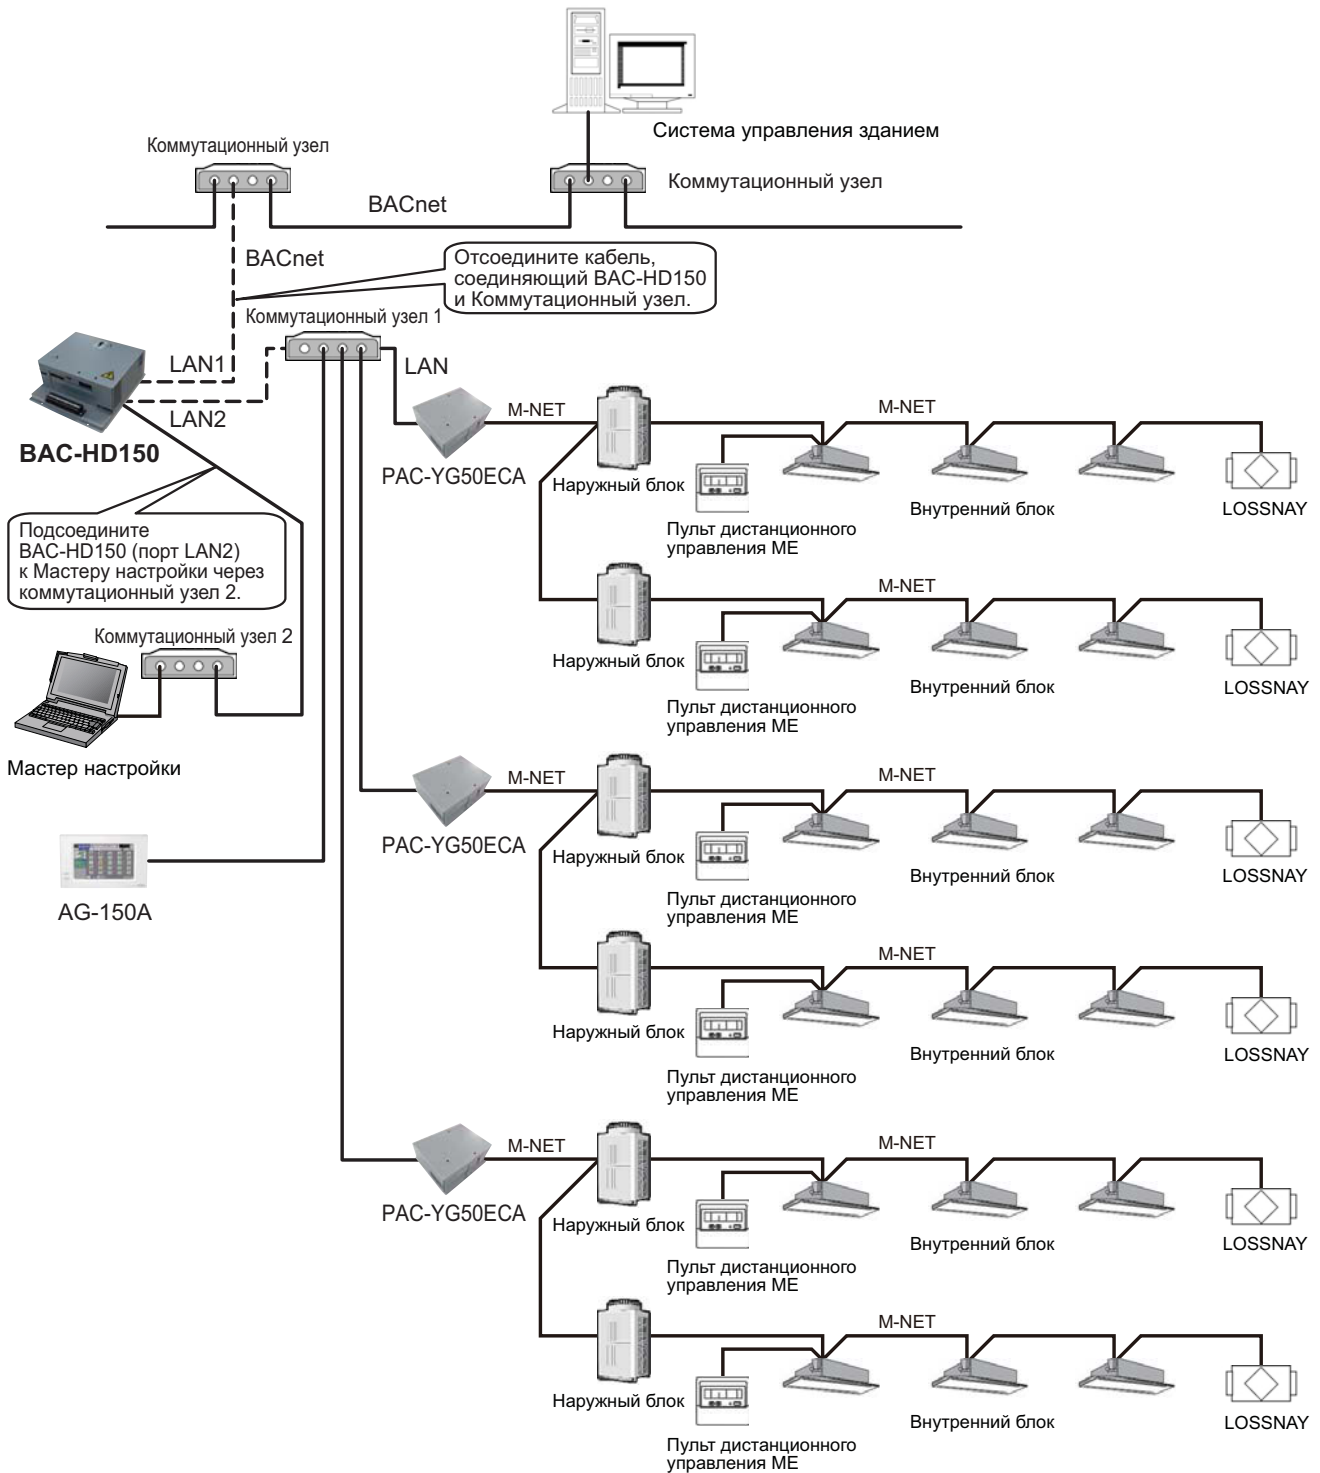 Система управления зданием
Коммутационный узел
Коммутационный узел
BACnet
BACnet
Отсоедините кабель,
соединяющий BAC-HD150
и Коммутационный узел.
Коммутационный узел 1
LAN1
LAN
LAN2
BAC-HD150
PAC-YG50ECA
M-NET
M-NET
Наружный блок
Пульт дистанционного
управления ME
Внутренний блок
LOSSNAY
Подсоедините
BAC-HD150 (порт LAN2)
к Мастеру настройки через
коммутационный узел 2.
M-NET
Наружный блок
Пульт дистанционного
управления ME
Внутренний блок
LOSSNAY
Коммутационный узел 2
Мастер настройки
PAC-YG50ECA
M-NET
M-NET
Наружный блок
Пульт дистанционного
управления ME
Внутренний блок
LOSSNAY
AG-150A
M-NET
Наружный блок
Пульт дистанционного
управления ME
Внутренний блок
LOSSNAY
PAC-YG50ECA
M-NET
M-NET
Наружный блок
Пульт дистанционного
управления ME
Внутренний блок
LOSSNAY
M-NET
Наружный блок
Пульт дистанционного
управления ME
Внутренний блок
LOSSNAY